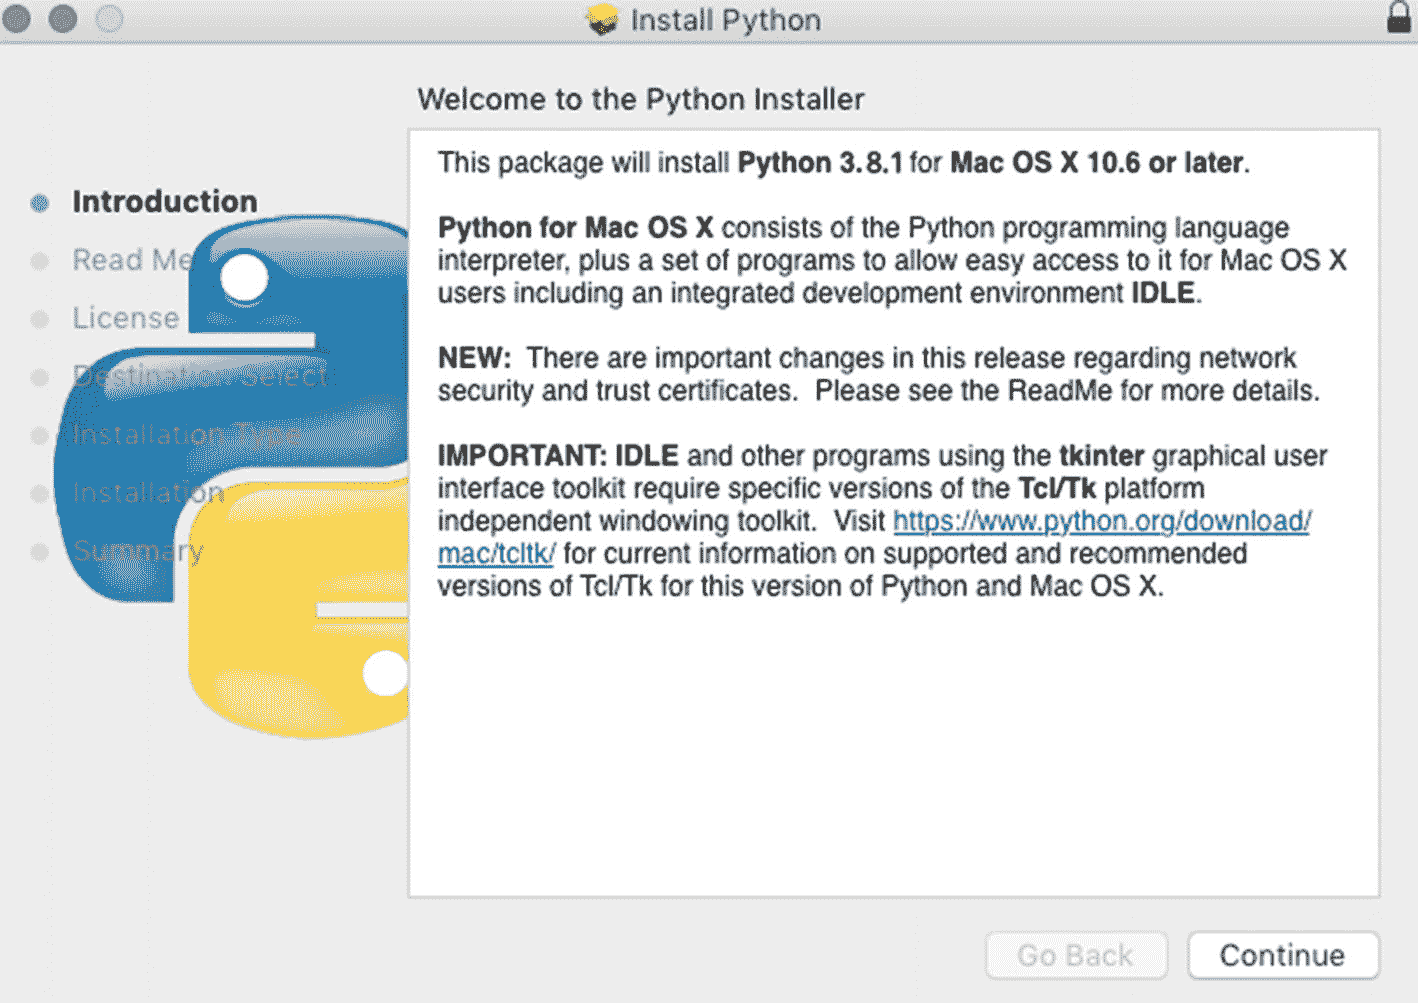 Install Python
Welcome to the Python Installer
Introduction
Read Me
License
Destination Select
Installation Type
Installation
Summary
This package will install Python 3.8.1 for Mac OS X 10.6 or later.
Python for Mac OS X consists of the Python programming language
interpreter, plus a set of programs to allow easy access to it for Mac OS X
users including an integrated development environment IDLE.
NEW:  There are important changes in this release regarding network
security and trust certificates.  Please see the ReadMe for more details.
IMPORTANT: IDLE and other programs using the tkinter graphical user
interface toolkit require specific versions of the Tcl/Tk platform
independent windowing toolkit.  Visit https://www.python.org/download/
mac/tcltk/ for current information on supported and recommended
versions of Tcl/Tk for this version of Python and Mac OS X.
Go Back
Continue